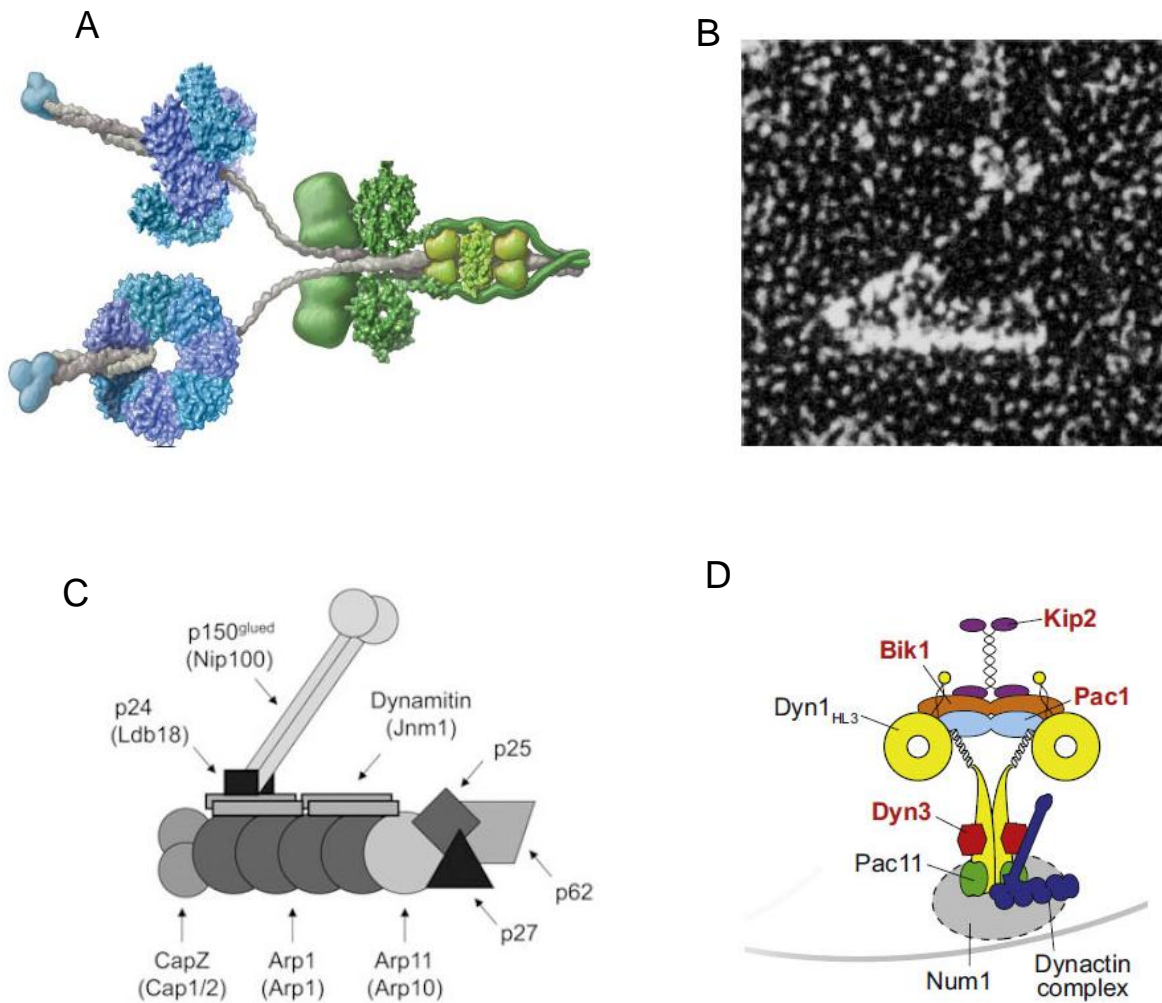 A
B
C
p150glued
(Nip100)
Dynamitin
(Jnm1)
p24
(Ldb18)
p25
p62
p27
CapZ
(Cap1/2)
Arp1
(Arp1)
Arp11
(Arp10)
D
Kip2
Bik1
Pac1
Dyn1HL3
Dyn3
Pac11
Num1
Dynactin
complex